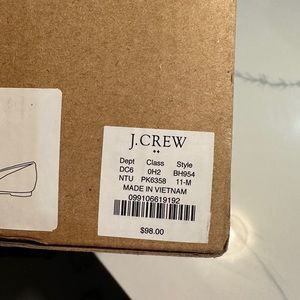 J.CREW
Dept Class Style
DC6 0H2 BH954
NTU PK6358 11-M
MADE IN VIETNAM
099106619192
$98.00